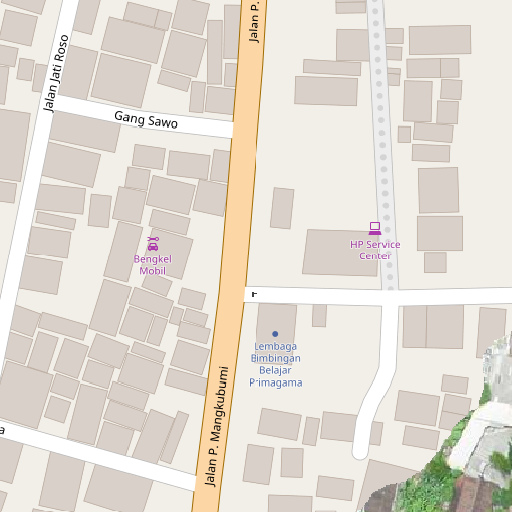 Jalan P.
Jalan Jati Roso
Gang Sawo
HP Service
Center
Bengkel
Mobil
Lembaga
Bimbingan
Belajar
Primagama
Jalan P. Mangkubumi
a